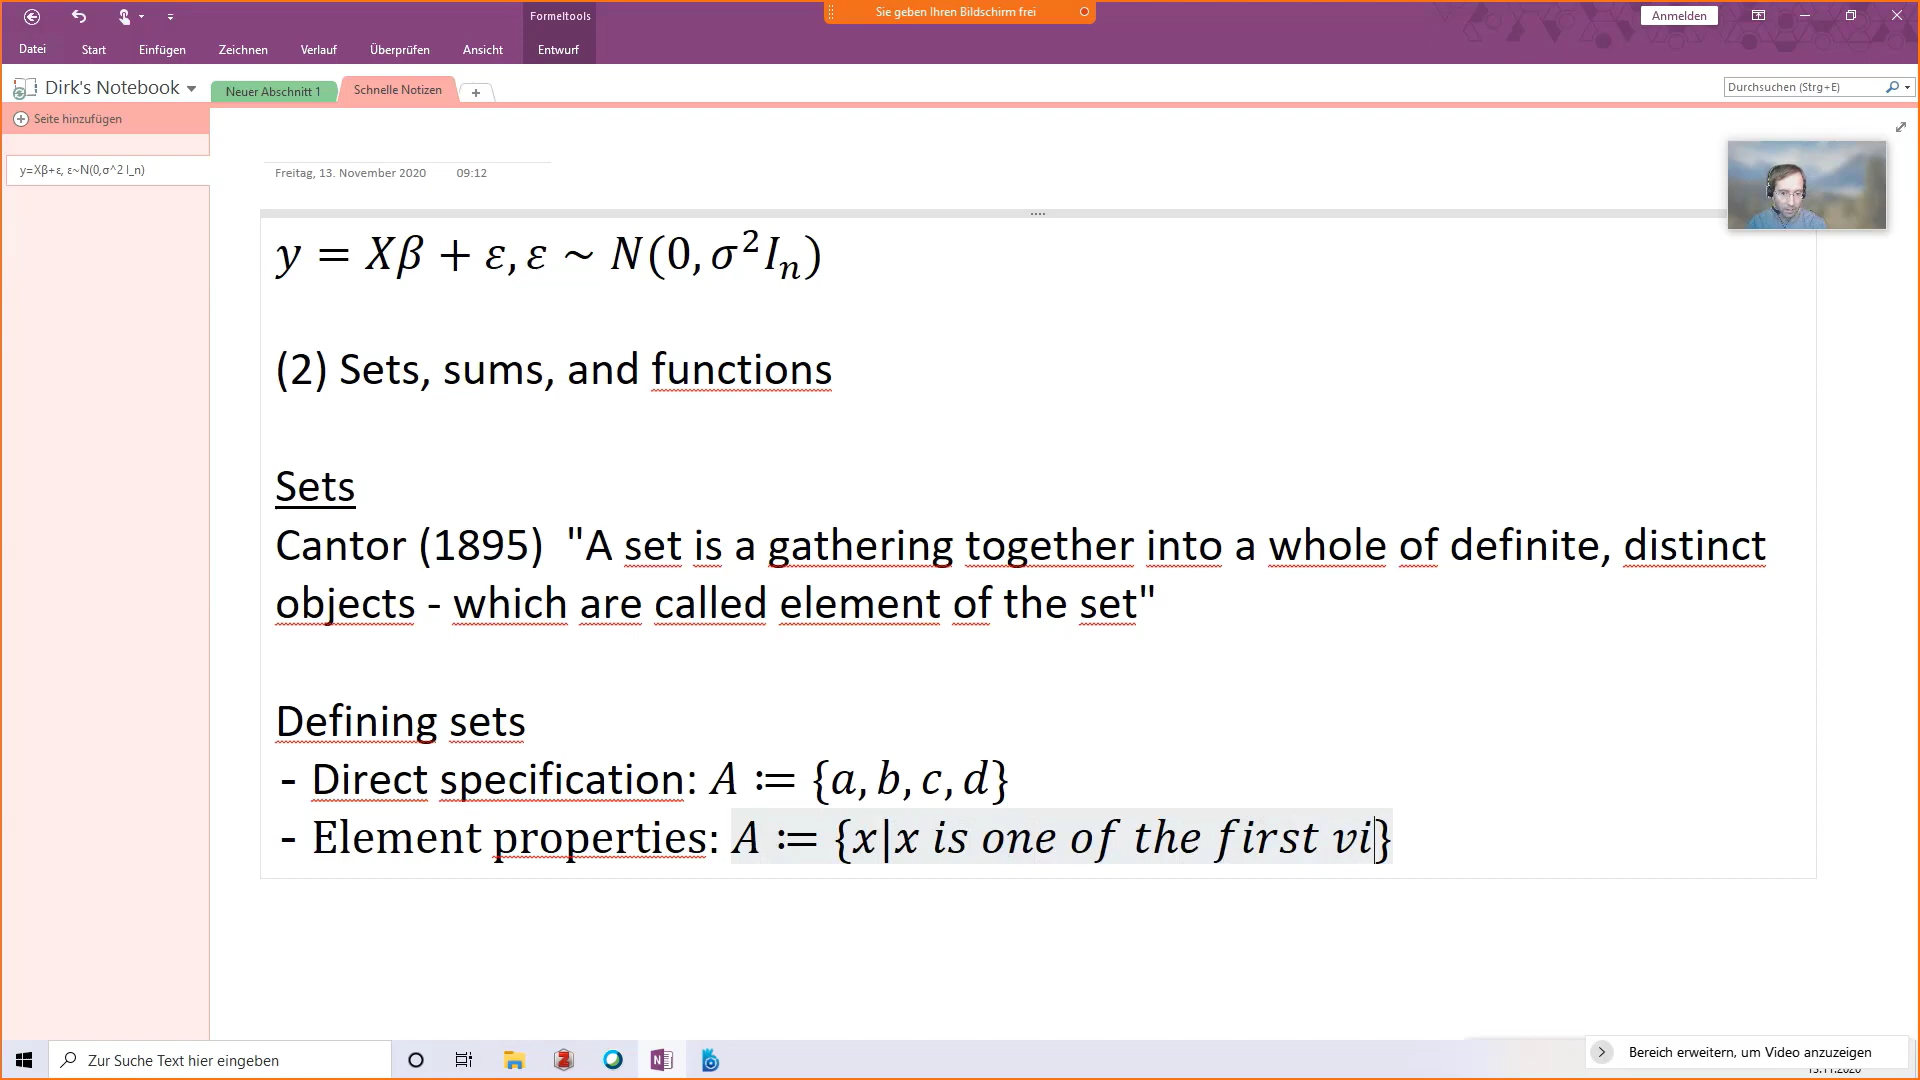 Formeltools
Sie geben Ihren Bildschirm frei
Anmelden
Datei Start Einfügen Zeichnen Verlauf Überprüfen Ansicht Entwurf
Dirk's Notebook Neuer Abschnitt 1 Schnelle Notizen + Durchsuchen (Strg+E)
Seite hinzufügen
y=Xβ+ε, ε~N(0,σ^2 I_n)
Freitag, 13. November 2020 09:12
y = Xβ + ε, ε ~ N(0, σ²Iₙ)
(2) Sets, sums, and functions
Sets
Cantor (1895) "A set is a gathering together into a whole of definite, distinct
objects - which are called element of the set"
Defining sets
- Direct specification: A ≔ {a, b, c, d}
- Element properties: A ≔ {x|x is one of the first vi}
Zur Suche Text hier eingeben
Bereich erweitern, um Video anzuzeigen
13.11.2020